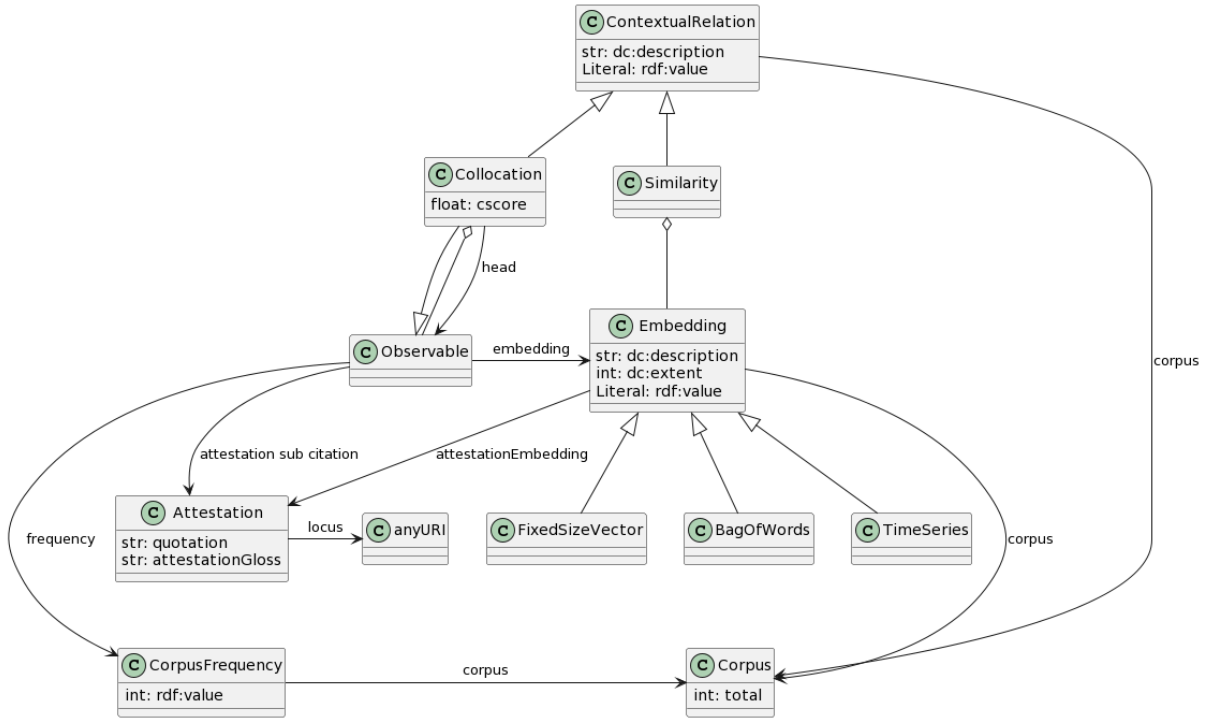 C ContextualRelation
str: dc:description
Literal: rdf:value
C Collocation
float: cscore
C Similarity
head
C Observable
embedding
C Embedding
str: dc:description
int: dc:extent
Literal: rdf:value
corpus
attestation sub citation
attestationEmbedding
C Attestation
str: quotation
str: attestationGloss
locus
C anyURI
C FixedSizeVector
C BagOfWords
C TimeSeries
frequency
corpus
C CorpusFrequency
int: rdf:value
corpus
C Corpus
int: total